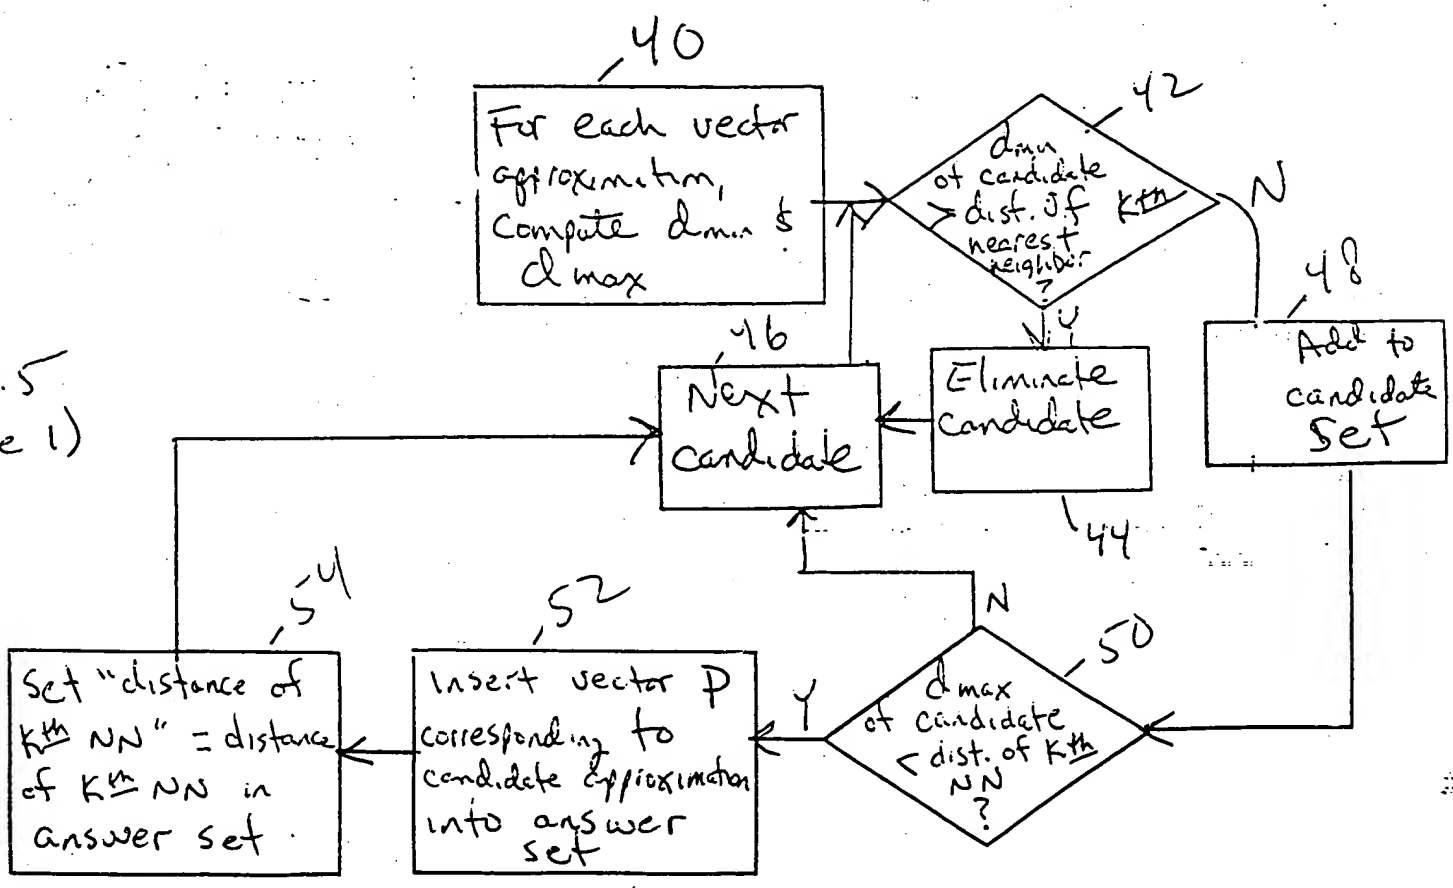 40
For each vector
approximation,
Compute dmin &
dmax
42
dmin
of candidate
> dist. of Kth
nearest
neighbor
?
N
Y
48
Add to
candidate
Set
46
Next
candidate
Eliminate
candidate
44
.5
e 1)
54
Set "distance of
Kth NN" = distance
of Kth NN in
answer set.
52
Insert vector P
corresponding to
candidate approximation
into answer
set
Y
N
50
dmax
of candidate
< dist. of Kth
NN
?